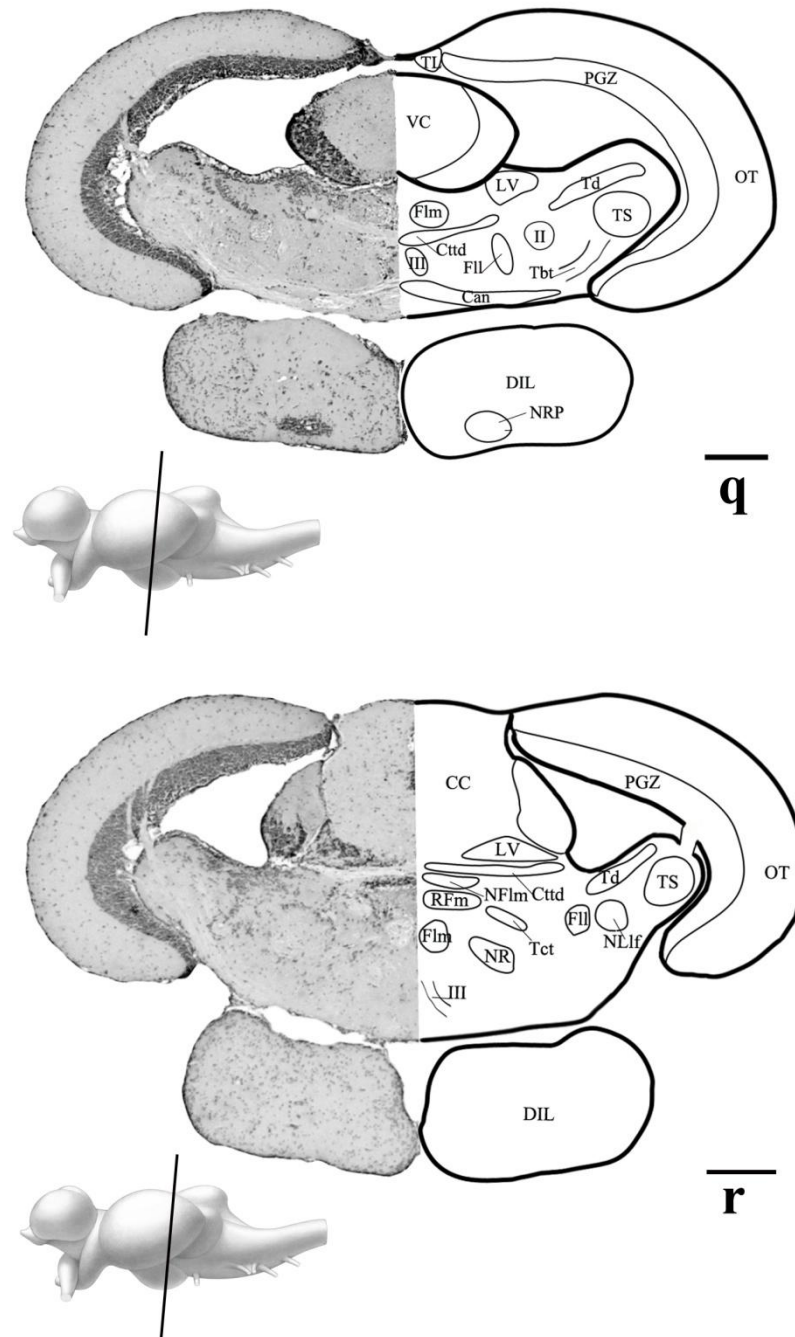 TL
PGZ
VC
OT
LV
Td
TS
Flm
II
Cttd
III
Fll
Tbt
Can
DIL
NRP
q
CC
PGZ
LV
OT
Td
TS
NFlm
Cttd
RFm
Fll
Flm
Tct
NLlf
NR
III
DIL
r